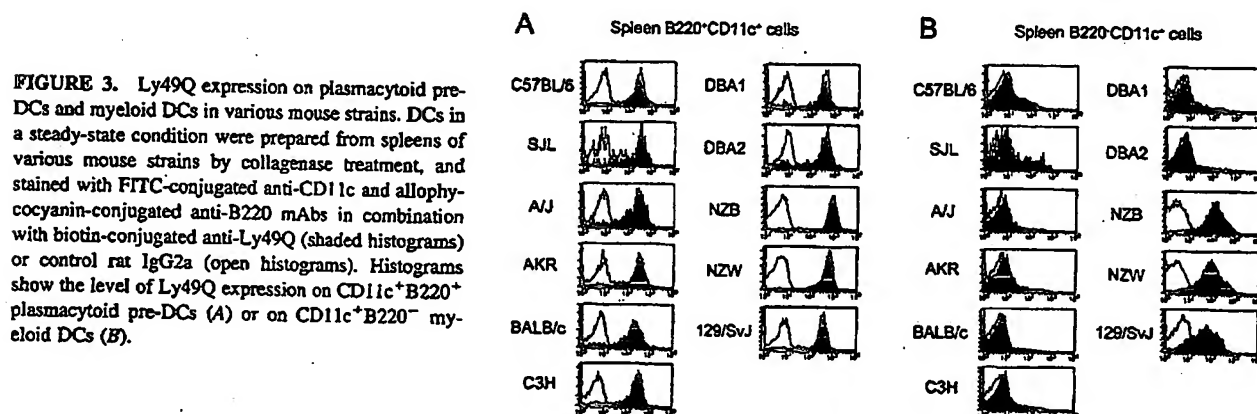 FIGURE 3. Ly49Q expression on plasmacytoid pre-
DCs and myeloid DCs in various mouse strains. DCs in
a steady-state condition were prepared from spleens of
various mouse strains by collagenase treatment, and
stained with FITC-conjugated anti-CD11c and allophy-
cocyanin-conjugated anti-B220 mAbs in combination
with biotin-conjugated anti-Ly49Q (shaded histograms)
or control rat IgG2a (open histograms). Histograms
show the level of Ly49Q expression on CD11c⁺B220⁺
plasmacytoid pre-DCs (A) or on CD11c⁺B220⁻ my-
eloid DCs (B).
A
Spleen B220⁺CD11c⁺ cells
C57BL/6
DBA1
SJL
DBA2
A/J
NZB
AKR
NZW
BALB/c
129/SvJ
C3H
B
Spleen B220⁻CD11c⁺ cells
C57BL/6
DBA1
SJL
DBA2
A/J
NZB
AKR
NZW
BALB/c
129/SvJ
C3H